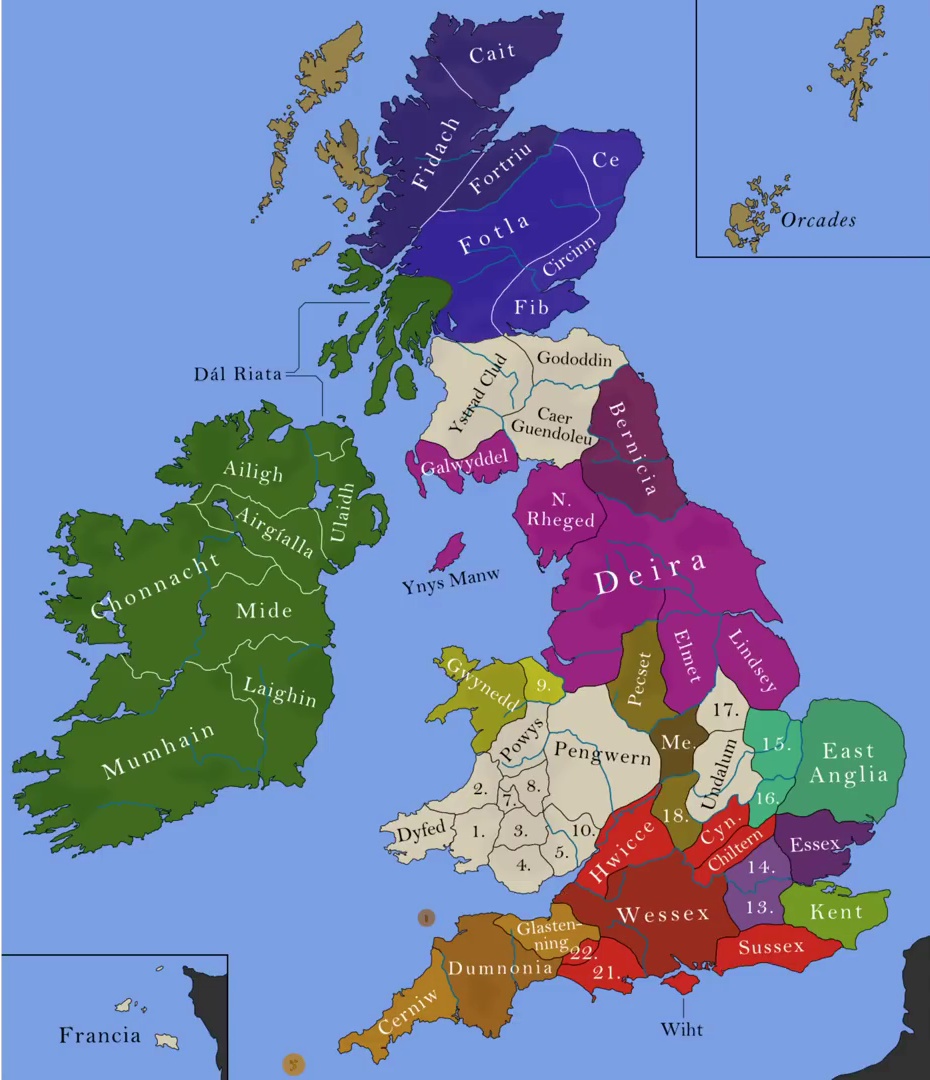 Cait
Fidach
Fortriu
Ce
Fotla
Circinn
Fib
Orcades
Dál Riata
Gododdin
Ystrad Clud
Caer
Guendoleu
Bernicia
Galwyddel
N.
Rheged
Ynys Manw
Deira
Ailigh
Airgíalla
Ulaidh
Chonnacht
Mide
Laighin
Mumhain
Elmet
Lindsey
Pecset
Gwynedd
9.
Powys
Pengwern
Me.
17.
Undalum
15.
16.
East
Anglia
2.
7.
8.
Dyfed
1.
3.
10.
4.
5.
18.
Hwicce
Cyn.
Chiltern
Essex
14.
13.
Kent
Wessex
Sussex
Glasten-
ning
22.
21.
Dumnonia
Cerniw
Wiht
Francia